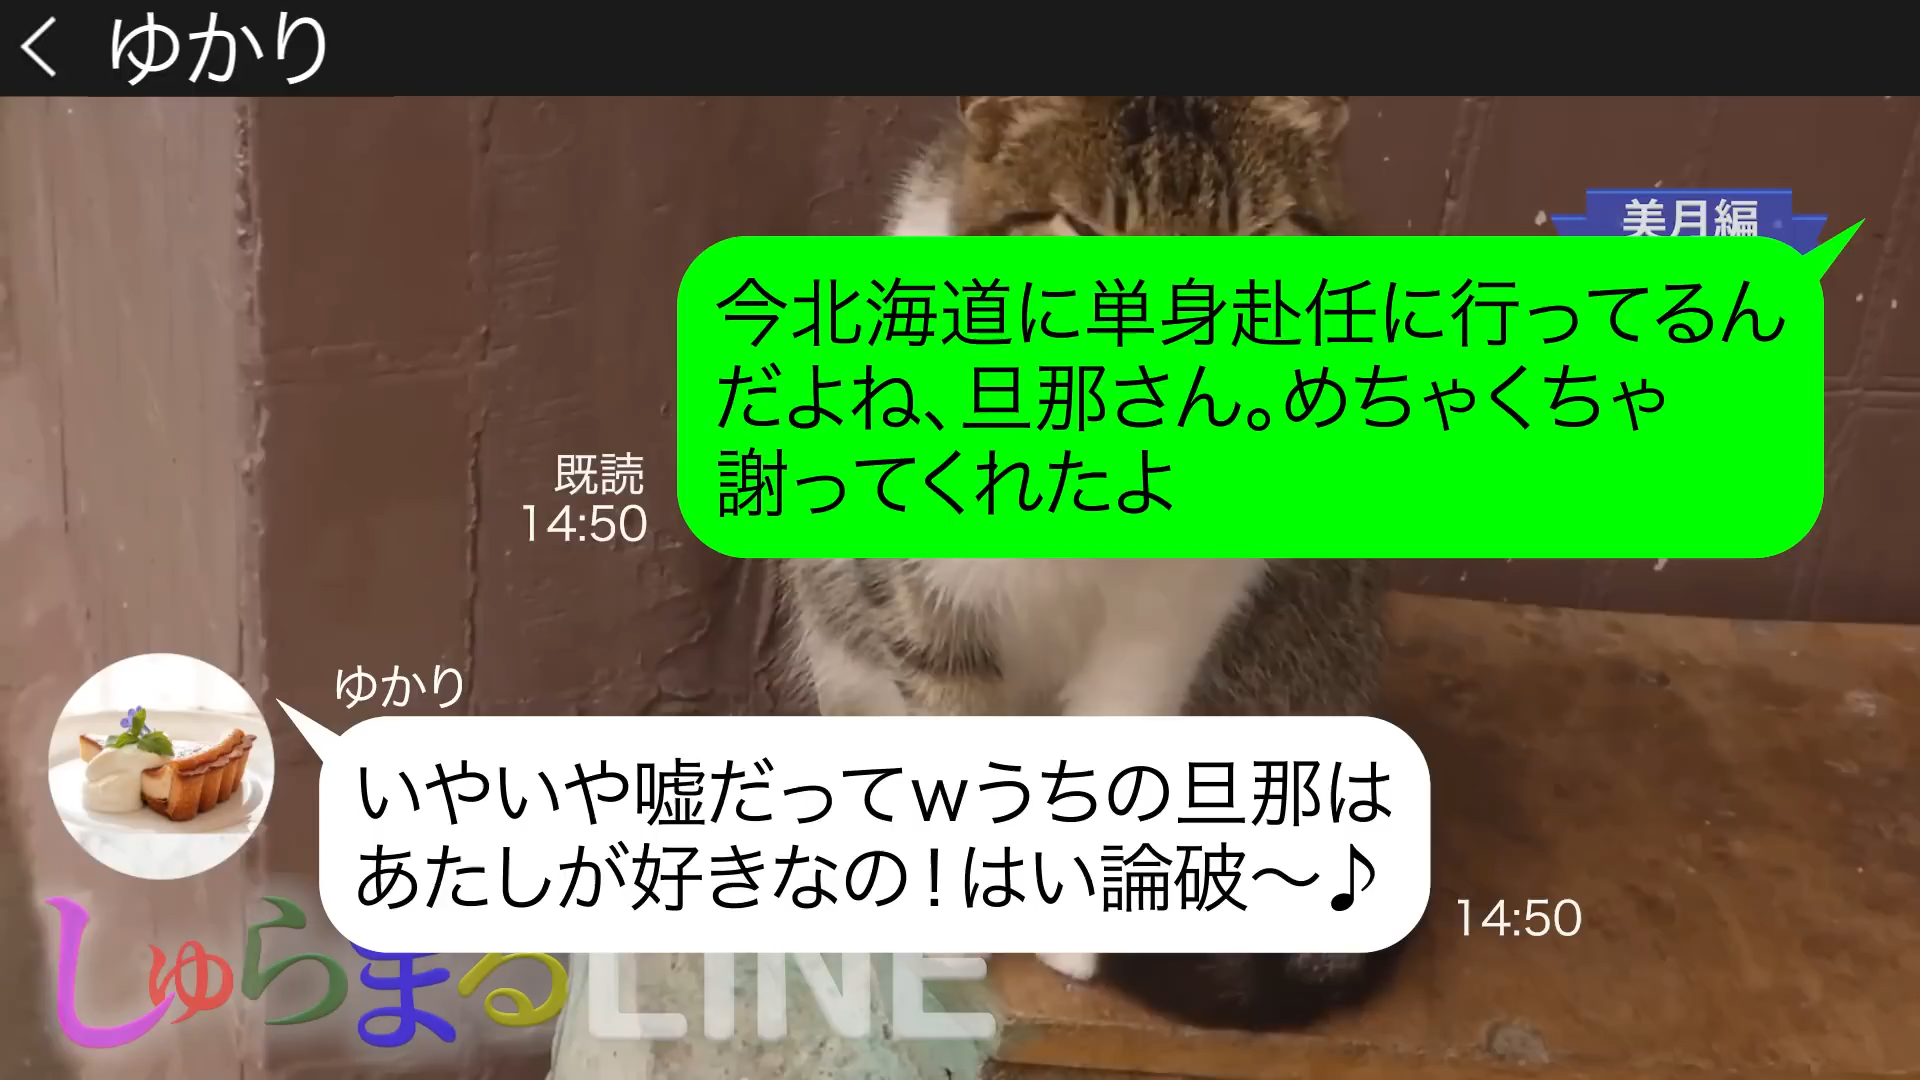 ゆかり
美月編
今北海道に単身赴任に行ってるん
だよね、旦那さん。めちゃくちゃ
謝ってくれたよ
既読
14:50
ゆかり
いやいや嘘だってwうちの旦那は
あたしが好きなの！はい論破〜♪
14:50
しゅらまるLINE